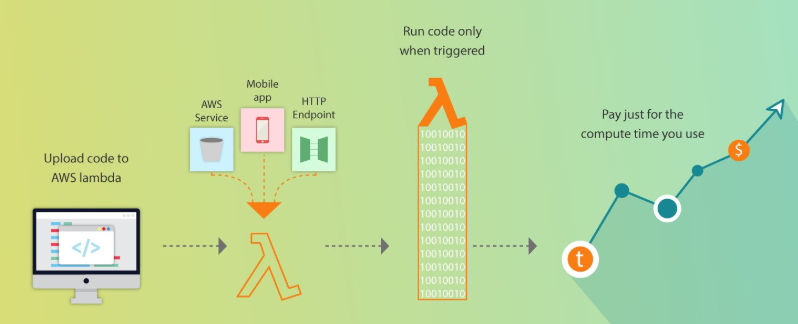 Upload code to
AWS lambda
</>
AWS
Service
Mobile
app
HTTP
Endpoint
λ
Run code only
when triggered
λ
10010010
10010010
10010010
10010010
10010010
10010010
10010010
10010010
10010010
10010010
10010010
10010010
10010010
Pay just for the
compute time you use
t
$